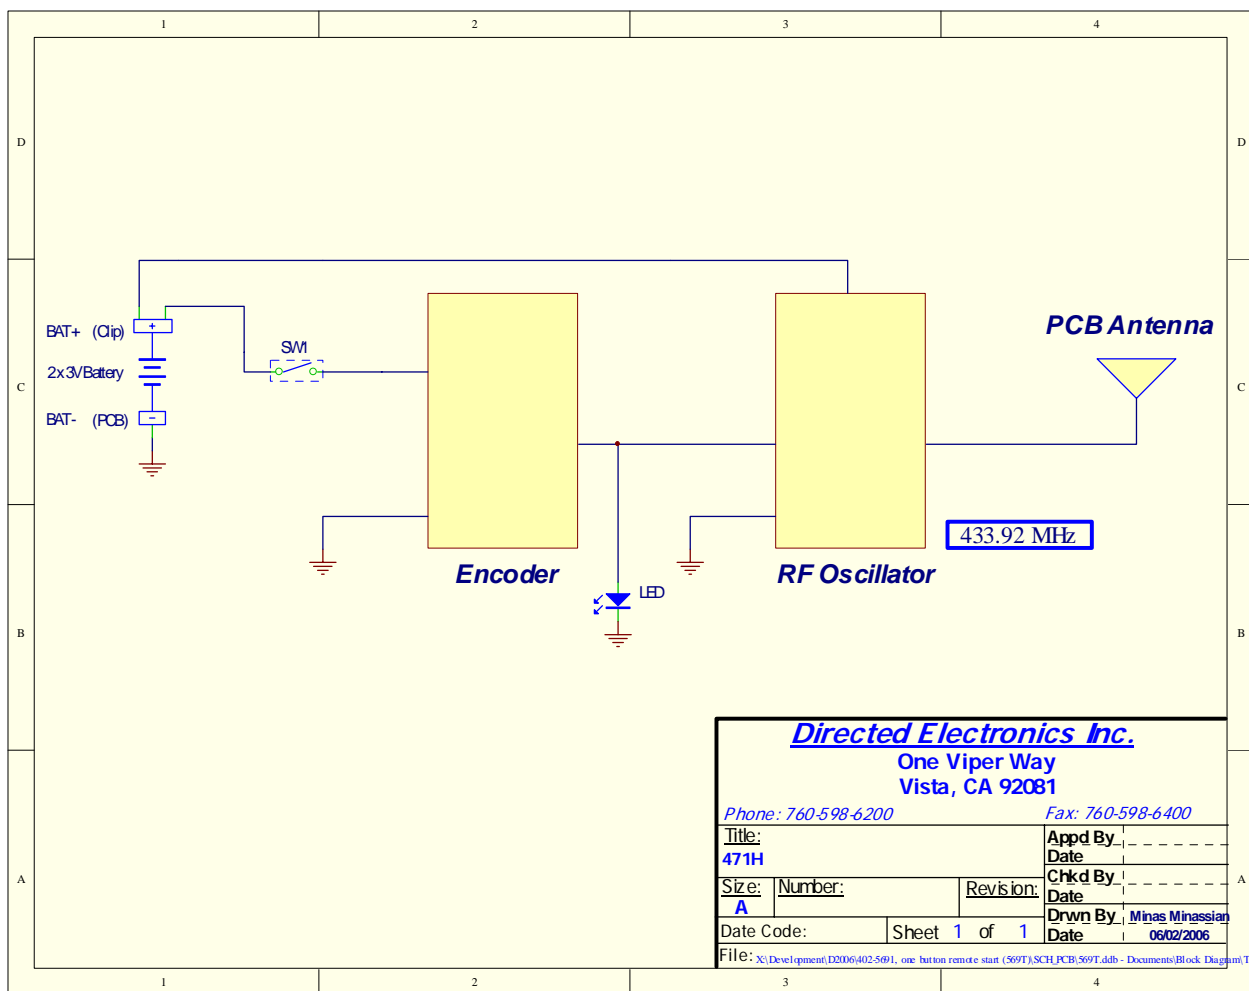 1 2 3 4
D D
PCB Antenna
BAT+ (Clip)
+
SW1
2x3V Battery
C C
BAT- (PCB)
-
433.92 MHz
Encoder
RF Oscillator
LED
B B
Directed Electronics Inc.
One Viper Way
Vista, CA 92081
Phone: 760-598-6200 Fax: 760-598-6400
Title:
471H
Appd By
Date
Size:
A
Number:
Revision:
Chkd By
Date
Drwn By Minas Minassian
Date 06/02/2006
Date Code:
Sheet 1 of 1
File: X:\Development\D2006\402-5691, one button remote start (569T)\SCH_PCB\569T.ddb - Documents\Block Diagram\T
A A
1 2 3 4